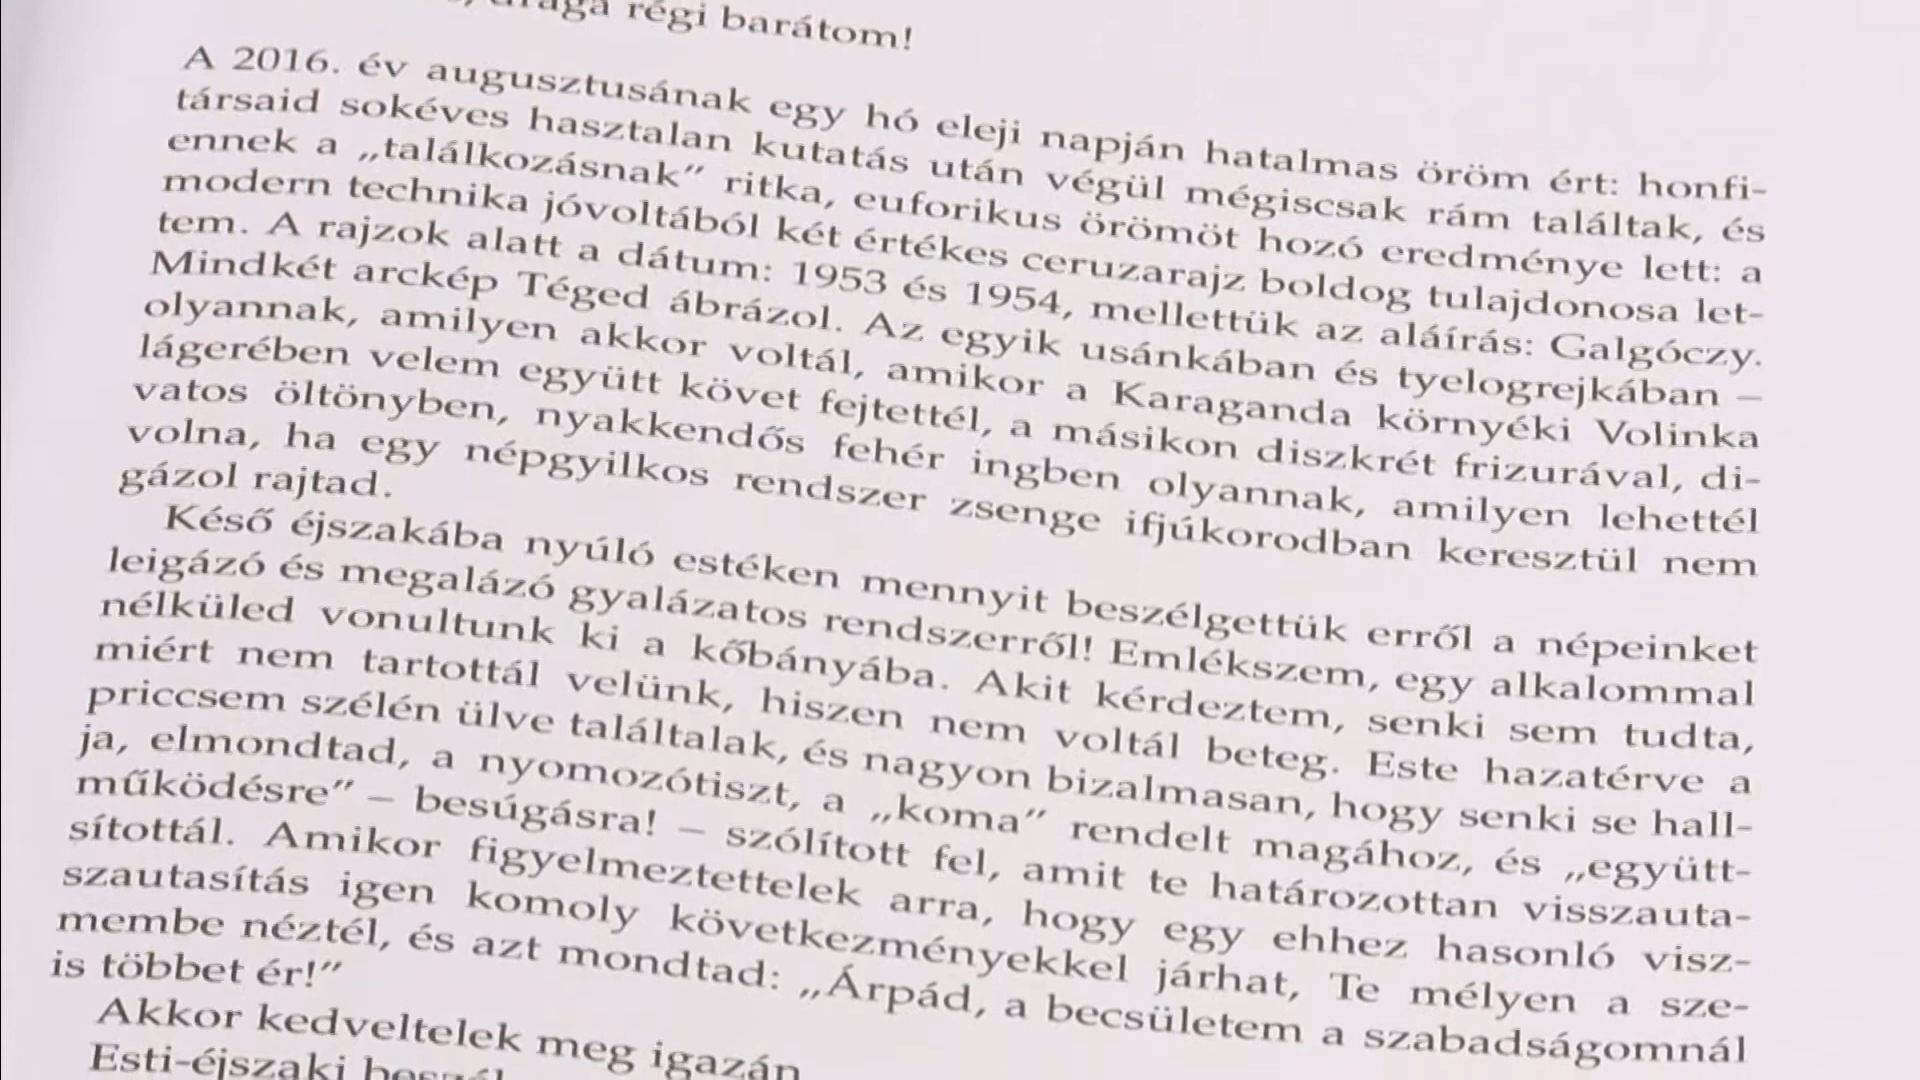 régi barátom!
A 2016. év augusztusának egy hó eleji napján hatalmas öröm ért: honfi-
társaid sokéves hasztalan kutatás után végül mégiscsak rám találtak, és
ennek a „találkozásnak” ritka, euforikus örömöt hozó eredménye lett: a
modern technika jóvoltából két értékes ceruzarajz boldog tulajdonosa let-
tem. A rajzok alatt a dátum: 1953 és 1954, mellettük az aláírás: Galgóczy.
Mindkét arckép Téged ábrázol. Az egyik usánkában és tyelogrejkában –
olyannak, amilyen akkor voltál, amikor a Karaganda környéki Volinka
lágerében velem együtt követ fejtettél, a másikon diszkrét frizurával, di-
vatos öltönyben, nyakkendős fehér ingben olyannak, amilyen lehettél
volna, ha egy népgyilkos rendszer zsenge ifjúkorodban keresztül nem
gázol rajtad.
Késő éjszakába nyúló estéken mennyit beszélgettük erről a népeinket
leigázó és megalázó gyalázatos rendszerről! Emlékszem, egy alkalommal
nélküled vonultunk ki a kőbányába. Akit kérdeztem, senki sem tudta,
miért nem tartottál velünk, hiszen nem voltál beteg. Este hazatérve a
priccsem szélén ülve találtalak, és nagyon bizalmasan, hogy senki se hall-
ja, elmondtad, a nyomozótiszt, a „koma” rendelt magához, és „együtt-
működésre” – besúgásra! – szólított fel, amit te határozottan visszauta-
sítottál. Amikor figyelmeztettelek arra, hogy egy ehhez hasonló visz-
szautasítás igen komoly következményekkel járhat, Te mélyen a sze-
membe néztél, és azt mondtad: „Árpád, a becsületem a szabadságomnál
is többet ér!”
Akkor kedveltelek meg igazán
Esti-éjszaki